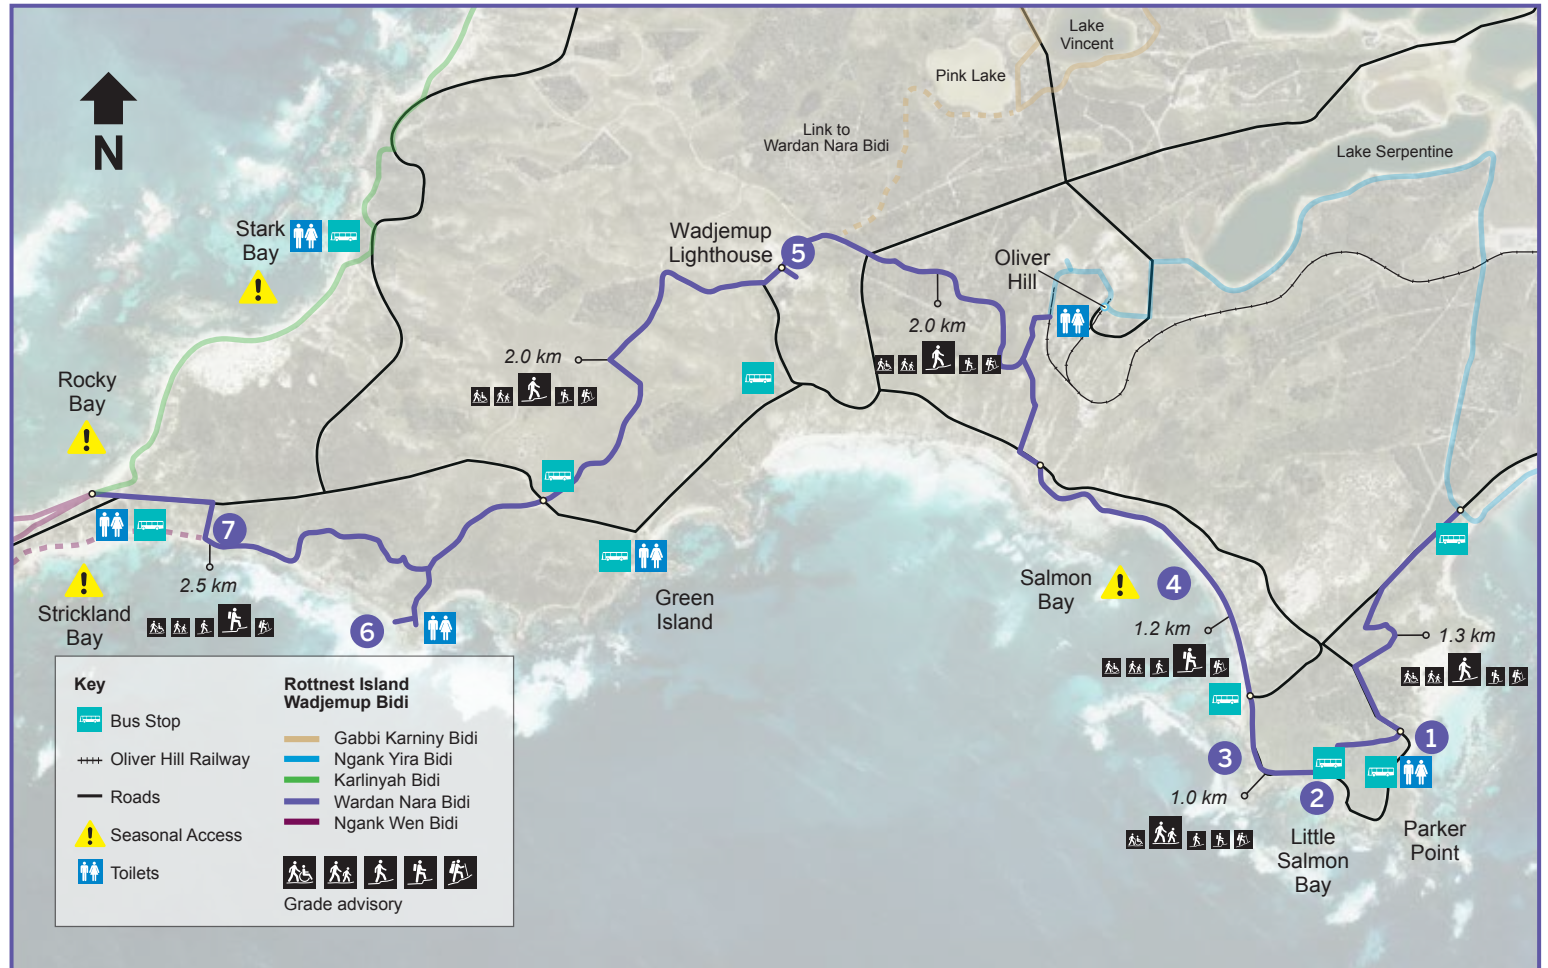 N
Lake
Vincent
Pink Lake
Link to
Wardan Nara Bidi
Lake Serpentine
Stark
Bay
Wadjemup
Lighthouse
5
Oliver
Hill
2.0 km
2.0 km
Rocky
Bay
7
2.5 km
Strickland
Bay
6
Green
Island
Salmon
Bay
4
1.2 km
1.3 km
3
1
1.0 km
2
Little
Salmon
Bay
Parker
Point
Key
Bus Stop
Oliver Hill Railway
Roads
Seasonal Access
Toilets
Rottnest Island
Wadjemup Bidi
Gabbi Karniny Bidi
Ngank Yira Bidi
Karlinyah Bidi
Wardan Nara Bidi
Ngank Wen Bidi
Grade advisory